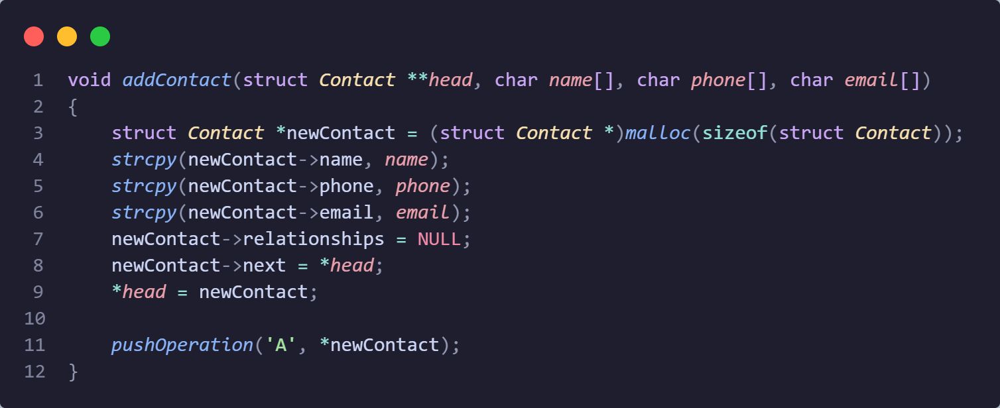 1 void addContact(struct Contact **head, char name[], char phone[], char email[])
2 {
3     struct Contact *newContact = (struct Contact *)malloc(sizeof(struct Contact));
4     strcpy(newContact->name, name);
5     strcpy(newContact->phone, phone);
6     strcpy(newContact->email, email);
7     newContact->relationships = NULL;
8     newContact->next = *head;
9     *head = newContact;
10
11     pushOperation('A', *newContact);
12 }